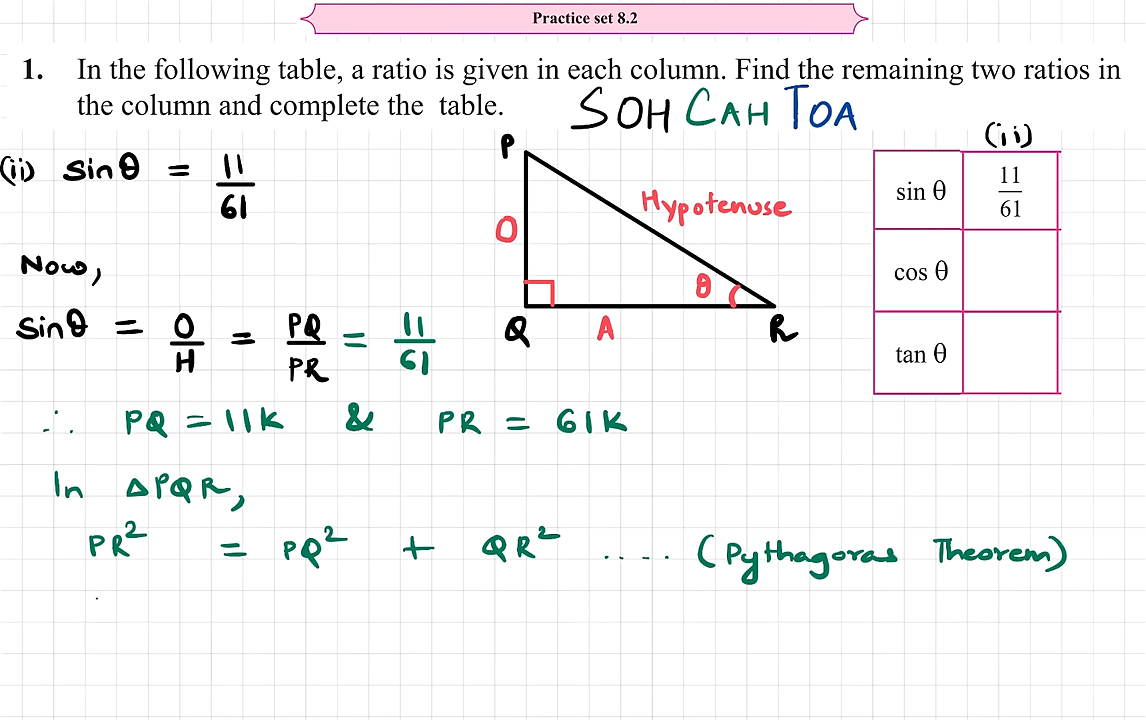 Practice set 8.2
1. In the following table, a ratio is given in each column. Find the remaining two ratios in
the column and complete the table.
SOH CAH TOA
(ii) sinθ = 11/61
Now,
sinθ = O/H = PQ/PR = 11/61
∴ PQ = 11K & PR = 61K
In △PQR,
PR² = PQ² + QR² .... (Pythagoras Theorem)
P
Hypotenuse
O
θ
Q A R
(ii)
sin θ 11/61
cos θ
tan θ